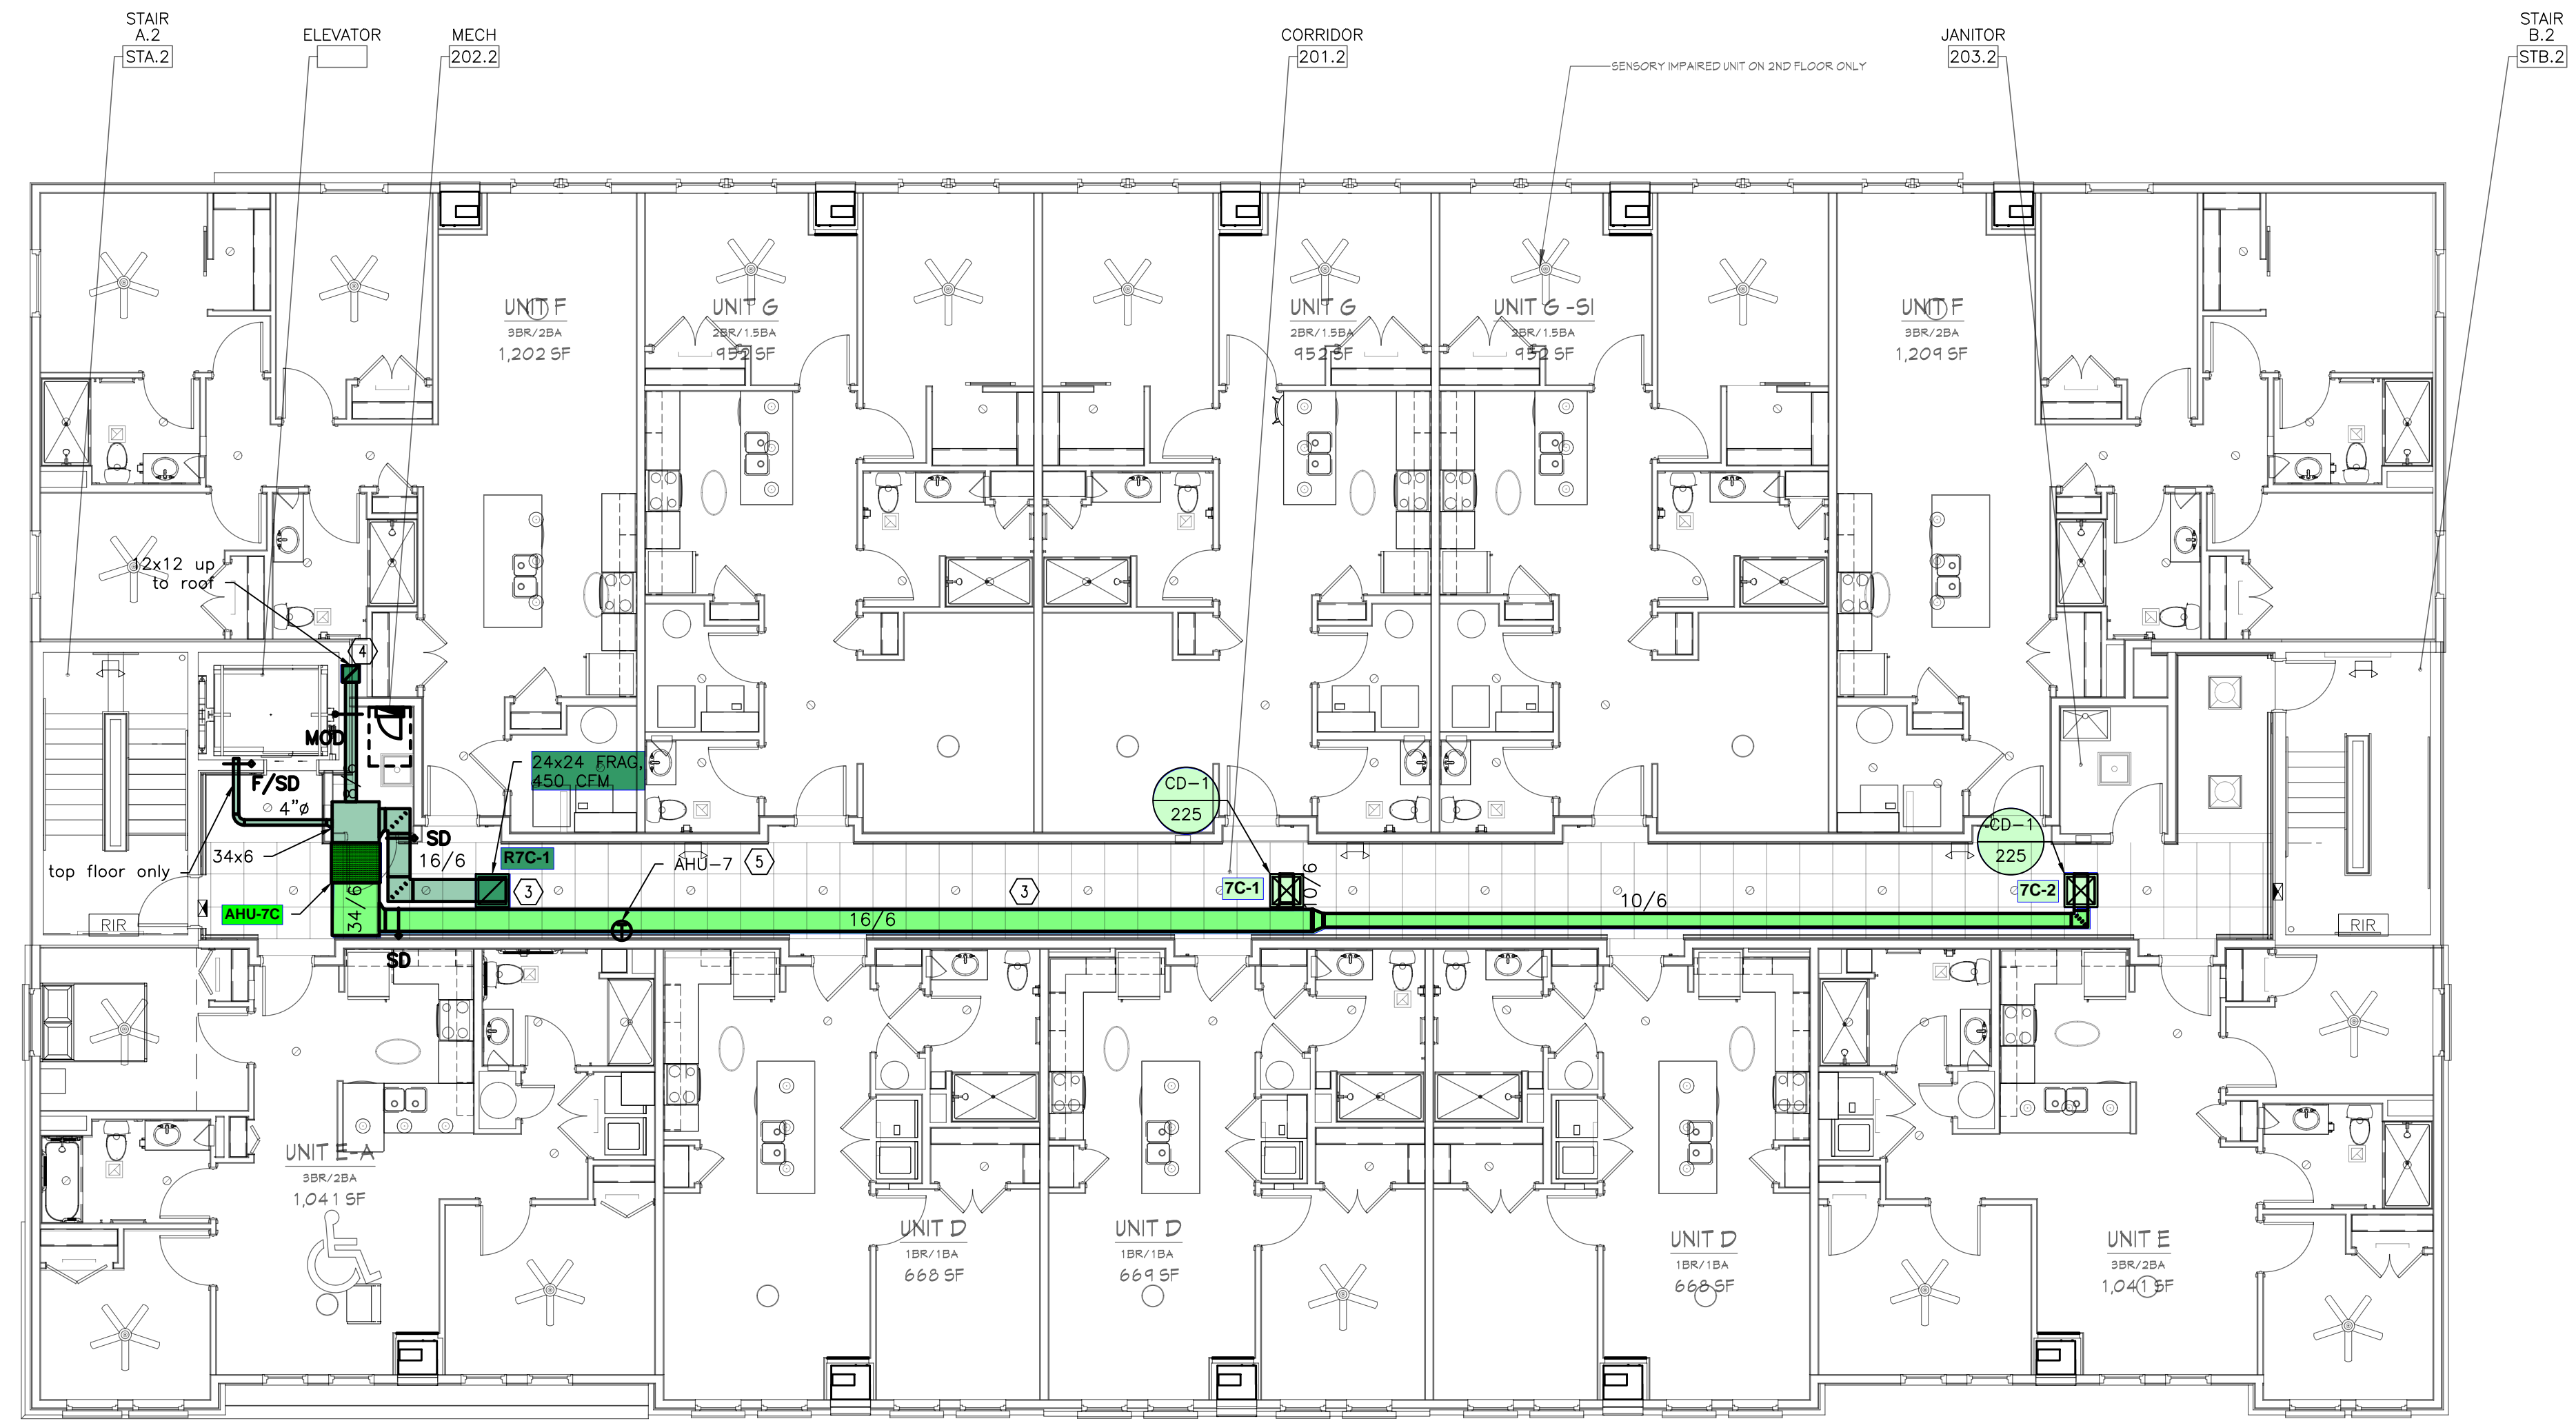 STAIR
A.2
STA.2
ELEVATOR
MECH
202.2
CORRIDOR
201.2
SENSORY IMPAIRED UNIT ON 2ND FLOOR ONLY
JANITOR
203.2
STAIR
B.2
STB.2
UNIT F
3BR/2BA
1,202 SF
UNIT G
2BR/1.5BA
952 SF
UNIT G
2BR/1.5BA
952 SF
UNIT G -SI
2BR/1.5BA
952 SF
UNIT F
3BR/2BA
1,209 SF
12x12 up
to roof
4
MOD
F/SD
4"ø
8/6
24x24 FRAG,
450 CFM
CD-1
225
CD-1
225
SD
34x6
16/6
R7C-1
AHU-7
5
top floor only
3
3
7C-1
10/6
7C-2
10/6
AHU-7C
34/6
16/6
RIR
RIR
SD
UNIT E-A
3BR/2BA
1,041 SF
UNIT D
1BR/1BA
668 SF
UNIT D
1BR/1BA
669 SF
UNIT D
1BR/1BA
668 SF
UNIT E
3BR/2BA
1,041 SF